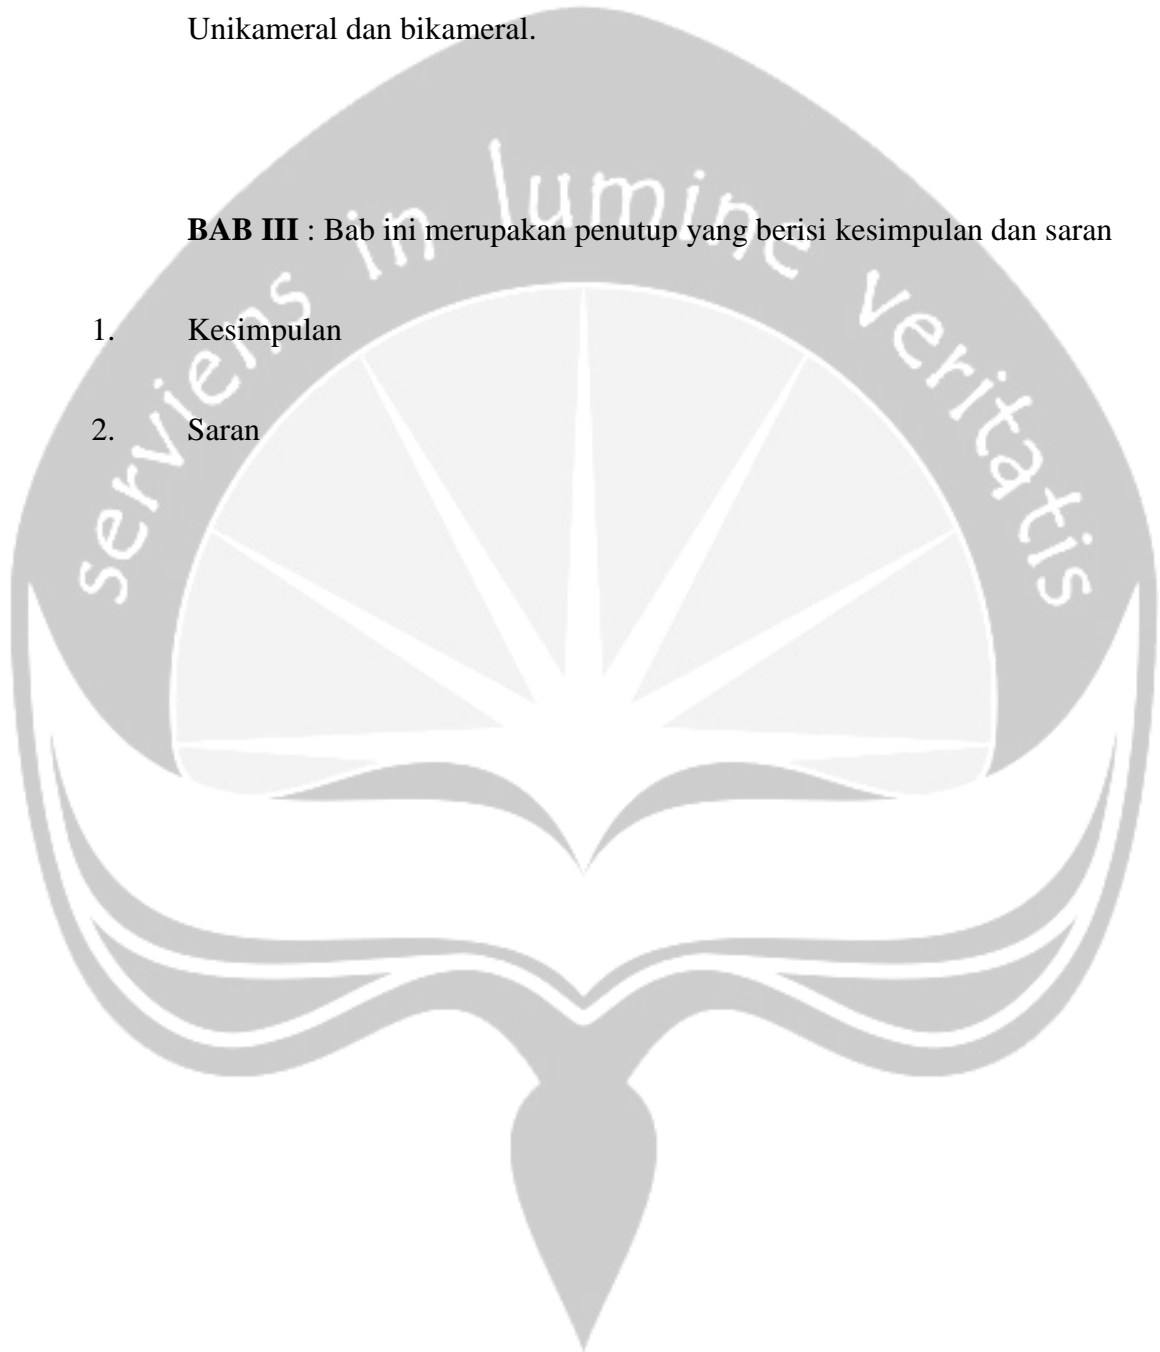 Unikameral dan bikameral.
serviens in lumine veritatis
BAB III : Bab ini merupakan penutup yang berisi kesimpulan dan saran
1. Kesimpulan
2. Saran